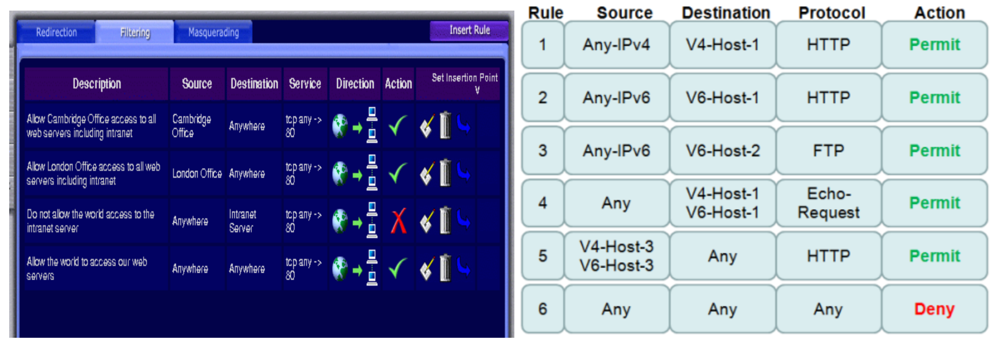 Redirection
Filtering
Masquerading
Insert Rule
Description
Source
Destination
Service
Direction
Action
Set Insertion Point
V
Allow Cambridge Office access to all
web servers including intranet
Cambridge
Office
Anywhere
tcp any ->
80
Allow London Office access to all web
servers including intranet
London Office
Anywhere
tcp any ->
80
Do not allow the world access to the
intranet server
Anywhere
Intranet
Server
tcp any ->
80
Allow the world to access our web
servers
Anywhere
Anywhere
tcp any ->
80
Rule
Source
Destination
Protocol
Action
1
Any-IPv4
V4-Host-1
HTTP
Permit
2
Any-IPv6
V6-Host-1
HTTP
Permit
3
Any-IPv6
V6-Host-2
FTP
Permit
4
Any
V4-Host-1
V6-Host-1
Echo-
Request
Permit
5
V4-Host-3
V6-Host-3
Any
HTTP
Permit
6
Any
Any
Any
Deny